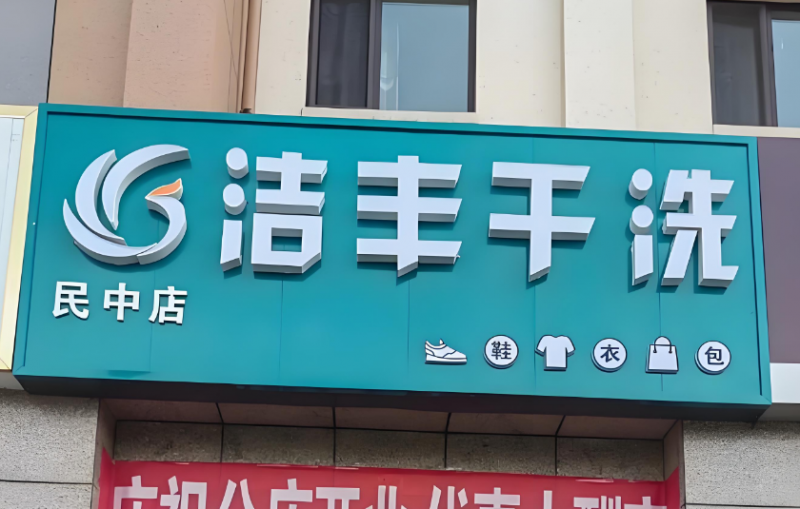 洁丰干洗
民中店
鞋 衣 包